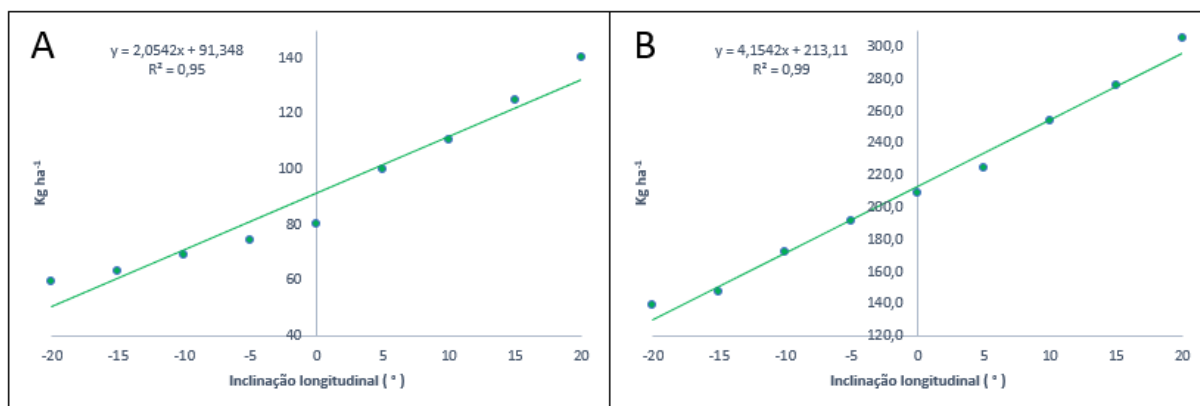 A
y = 2,0542x + 91,348
R² = 0,95
140
120
100
80
60
40
Kg ha⁻¹
-20 -15 -10 -5 0 5 10 15 20
Inclinação longitudinal ( ° )
B
y = 4,1542x + 213,11
R² = 0,99
300,0
280,0
260,0
240,0
220,0
200,0
180,0
160,0
140,0
120,0
Kg ha⁻¹
-20 -15 -10 -5 0 5 10 15 20
Inclinação longitudinal ( ° )